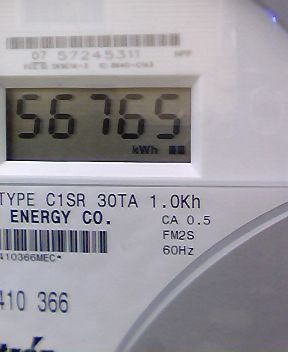 07 57245311
56765
kWh
TYPE C1SR 30TA 1.0Kh
ENERGY CO. CA 0.5
FM2S
410366MEC* 60Hz
410 366